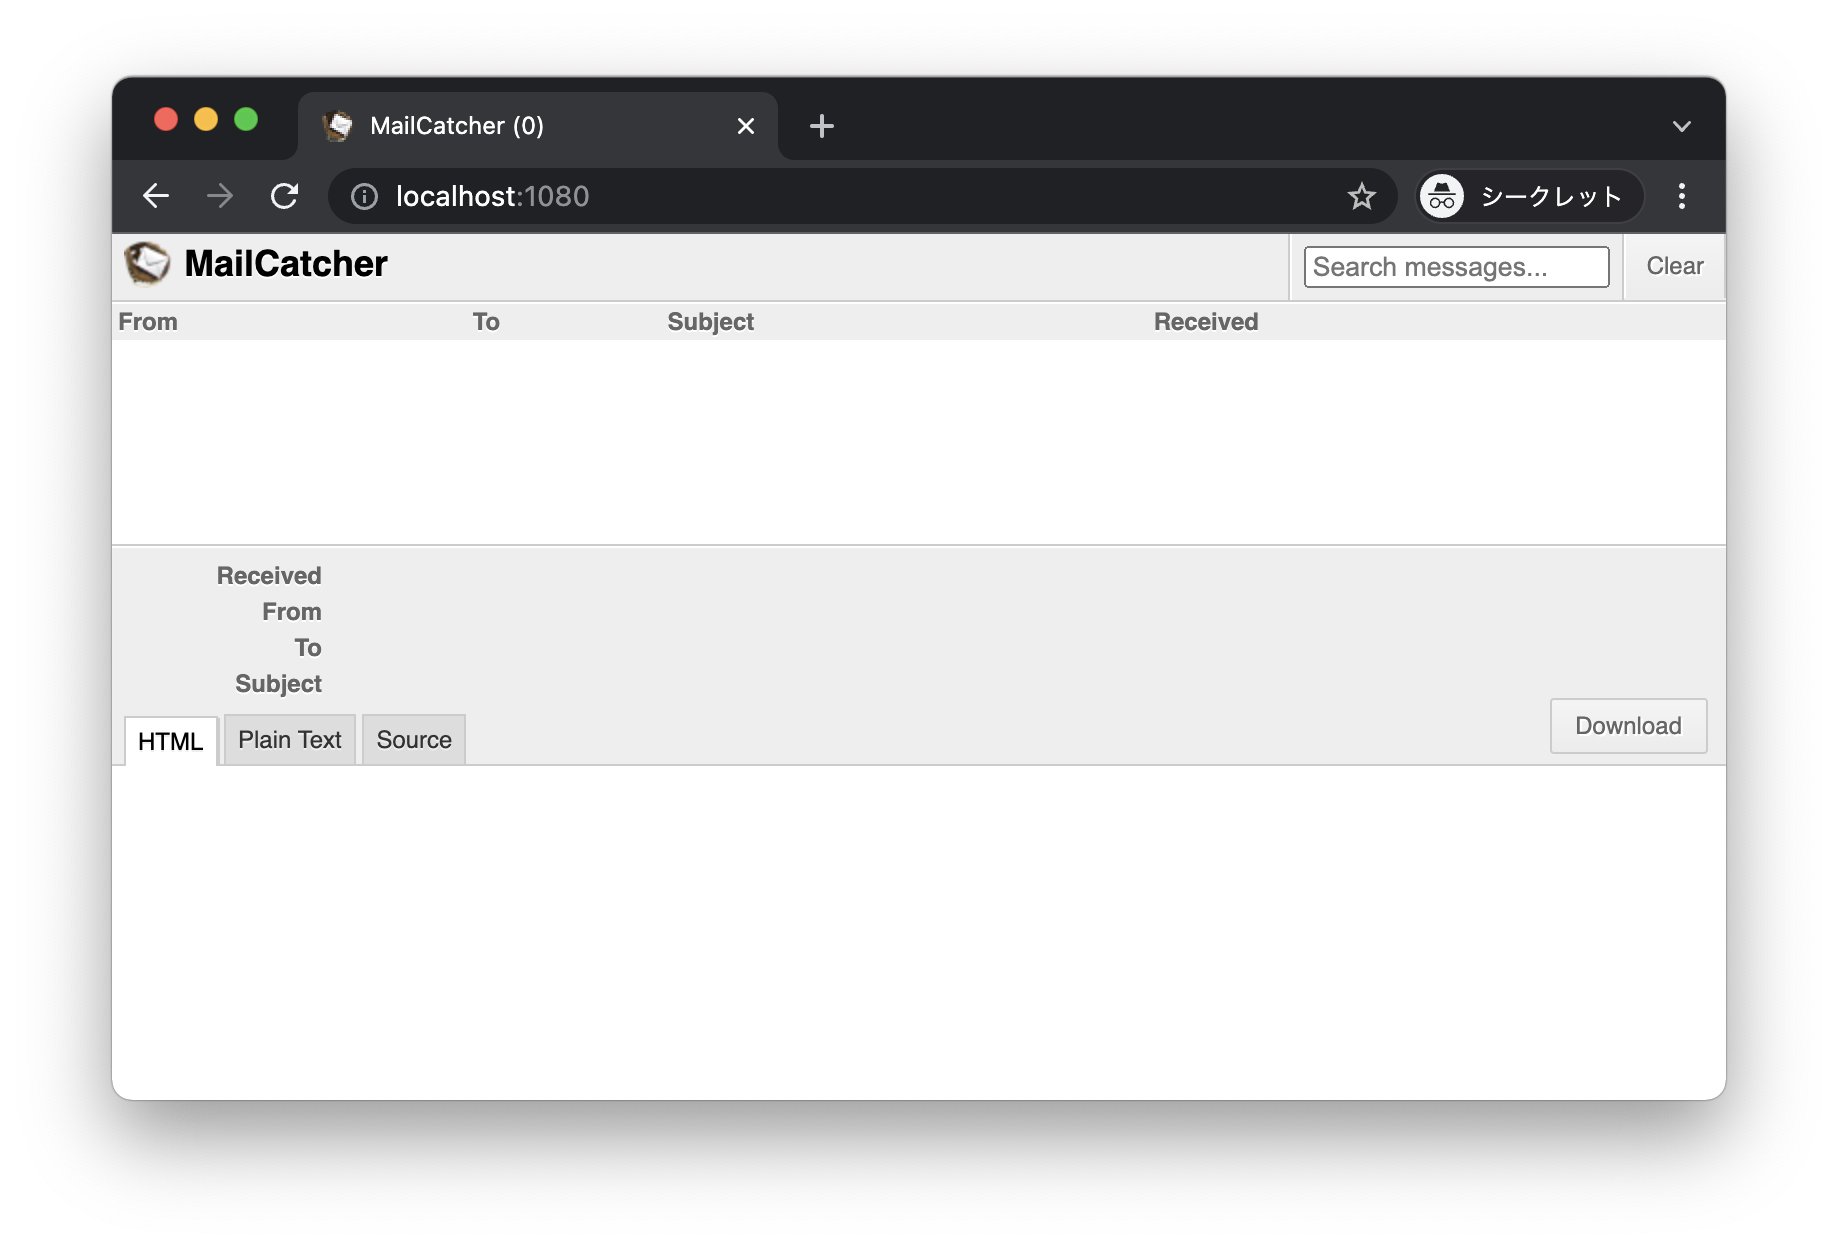 MailCatcher (0)
localhost:1080
シークレット
MailCatcher
Search messages...
Clear
From To Subject Received
Received
From
To
Subject
HTML Plain Text Source
Download